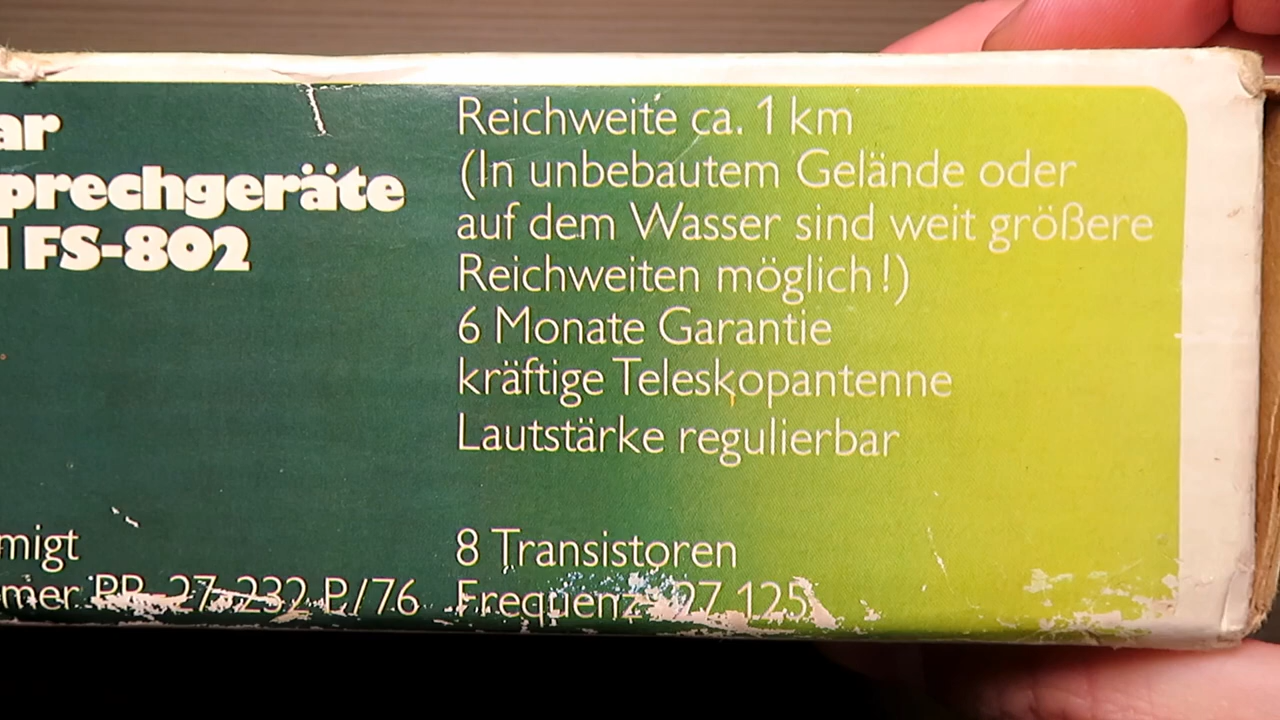 ar
prechgeräte
FS-802
migt
mer PR-27 232 P/76
Reichweite ca. 1 km
(In unbebautem Gelände oder
auf dem Wasser sind weit größere
Reichweiten möglich!)
6 Monate Garantie
kräftige Teleskopantenne
Lautstärke regulierbar
8 Transistoren
Frequenz 27 125